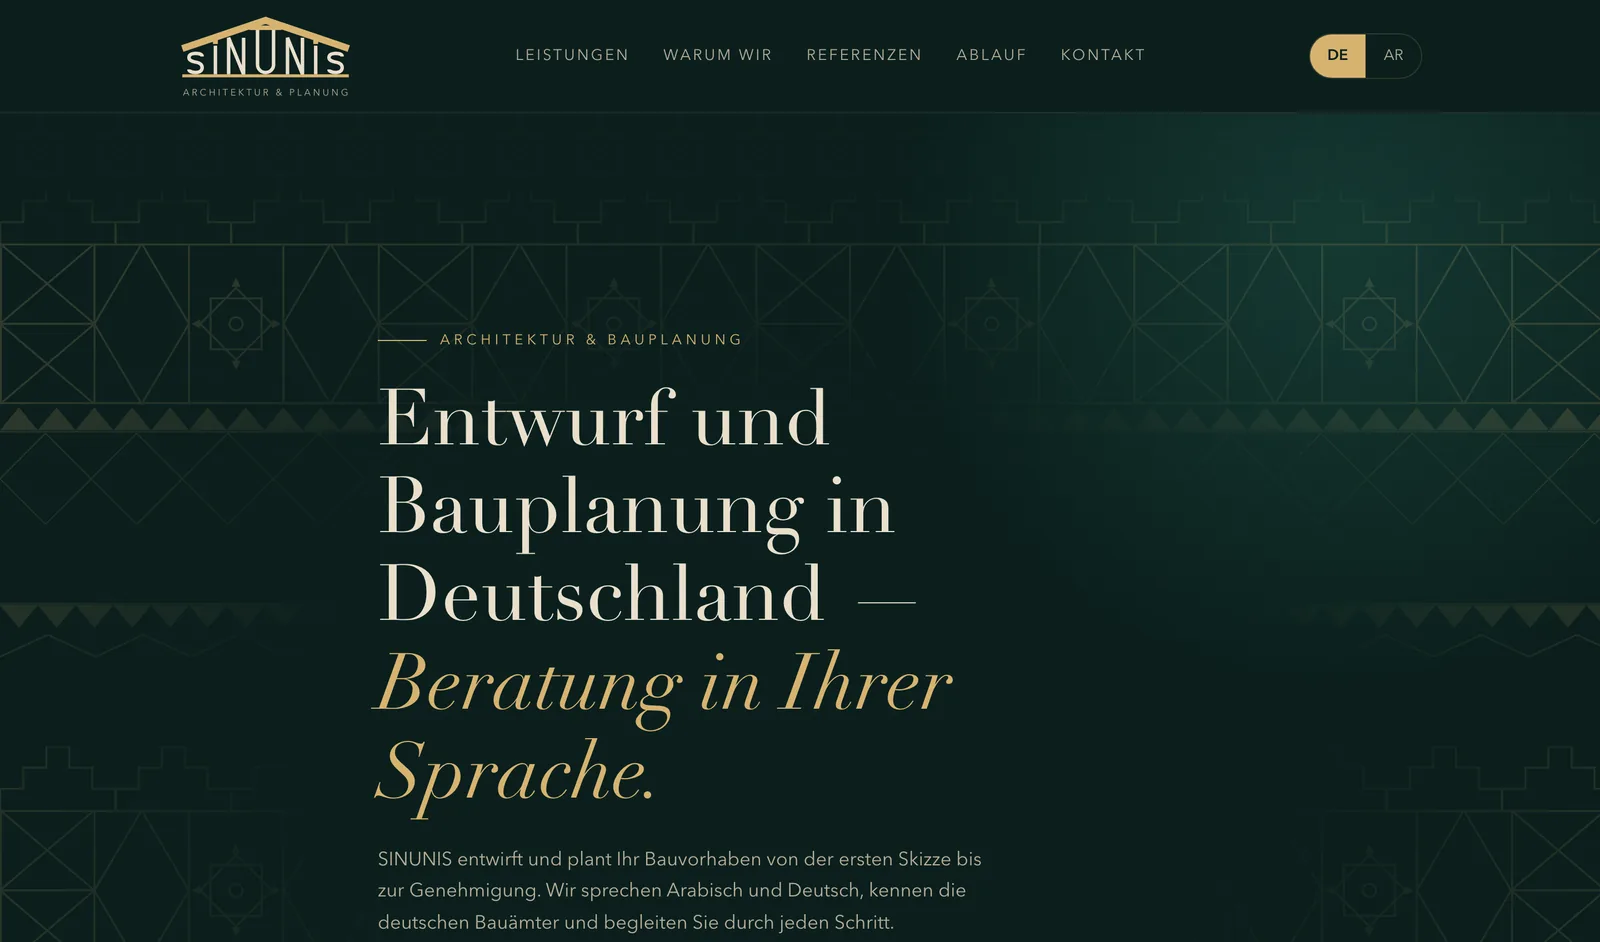 SINUNIS
ARCHITEKTUR & PLANUNG
LEISTUNGEN
WARUM WIR
REFERENZEN
ABLAUF
KONTAKT
DE
AR
ARCHITEKTUR & BAUPLANUNG
Entwurf und
Bauplanung in
Deutschland —
Beratung in Ihrer
Sprache.
SINUNIS entwirft und plant Ihr Bauvorhaben von der ersten Skizze bis
zur Genehmigung. Wir sprechen Arabisch und Deutsch, kennen die
deutschen Bauämter und begleiten Sie durch jeden Schritt.